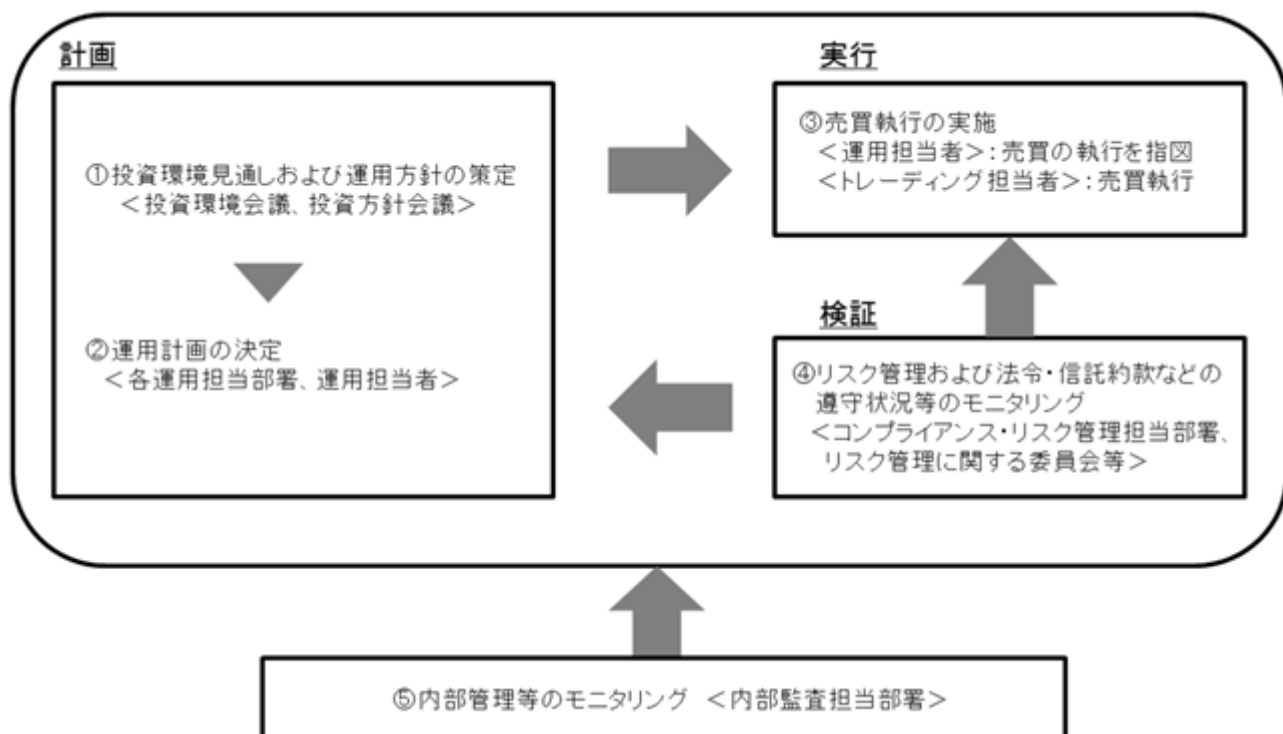 計画
①投資環境見通しおよび運用方針の策定
＜投資環境会議、投資方針会議＞
②運用計画の決定
＜各運用担当部署、運用担当者＞
実行
③売買執行の実施
＜運用担当者＞：売買の執行を指図
＜トレーディング担当者＞：売買執行
検証
④リスク管理および法令・信託約款などの
遵守状況等のモニタリング
＜コンプライアンス・リスク管理担当部署、
リスク管理に関する委員会等＞
⑤内部管理等のモニタリング ＜内部監査担当部署＞